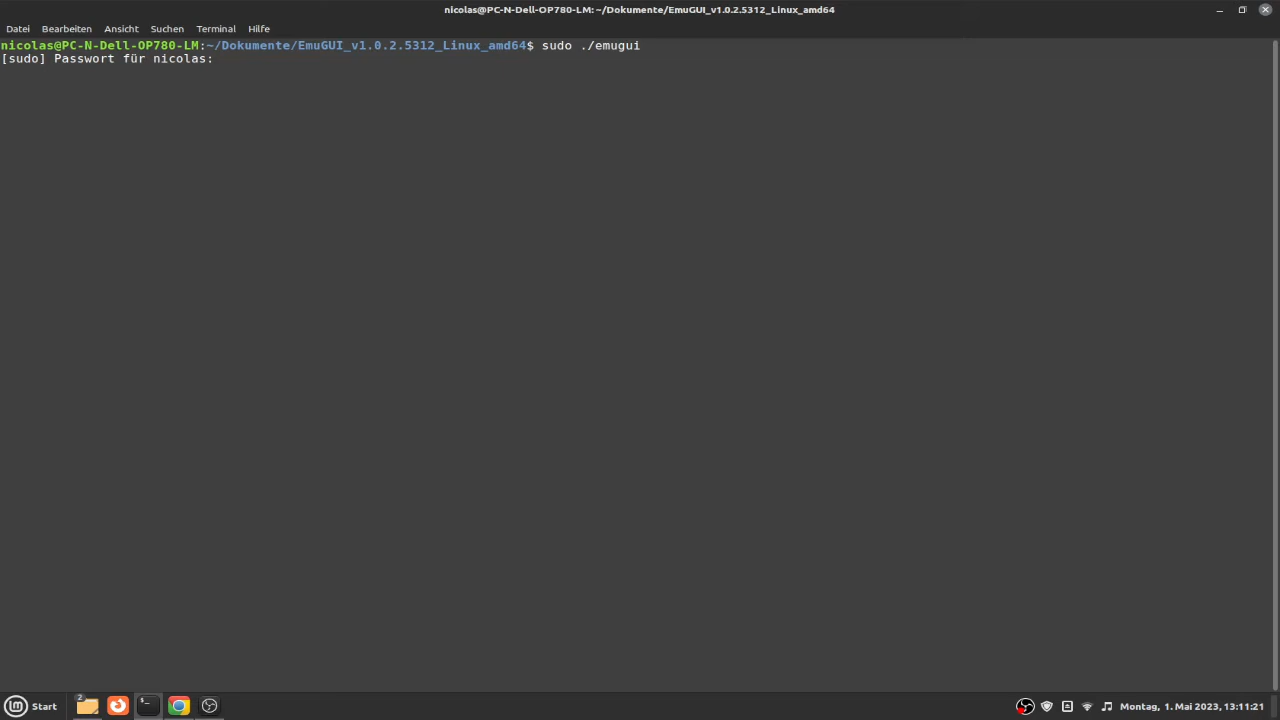 nicolas@PC-N-Dell-OP780-LM: ~/Dokumente/EmuGUI_v1.0.2.5312_Linux_amd64
Datei Bearbeiten Ansicht Suchen Terminal Hilfe
nicolas@PC-N-Dell-OP780-LM:~/Dokumente/EmuGUI_v1.0.2.5312_Linux_amd64$ sudo ./emugui
[sudo] Passwort für nicolas:
Start 2 Montag, 1. Mai 2023, 13:11:21